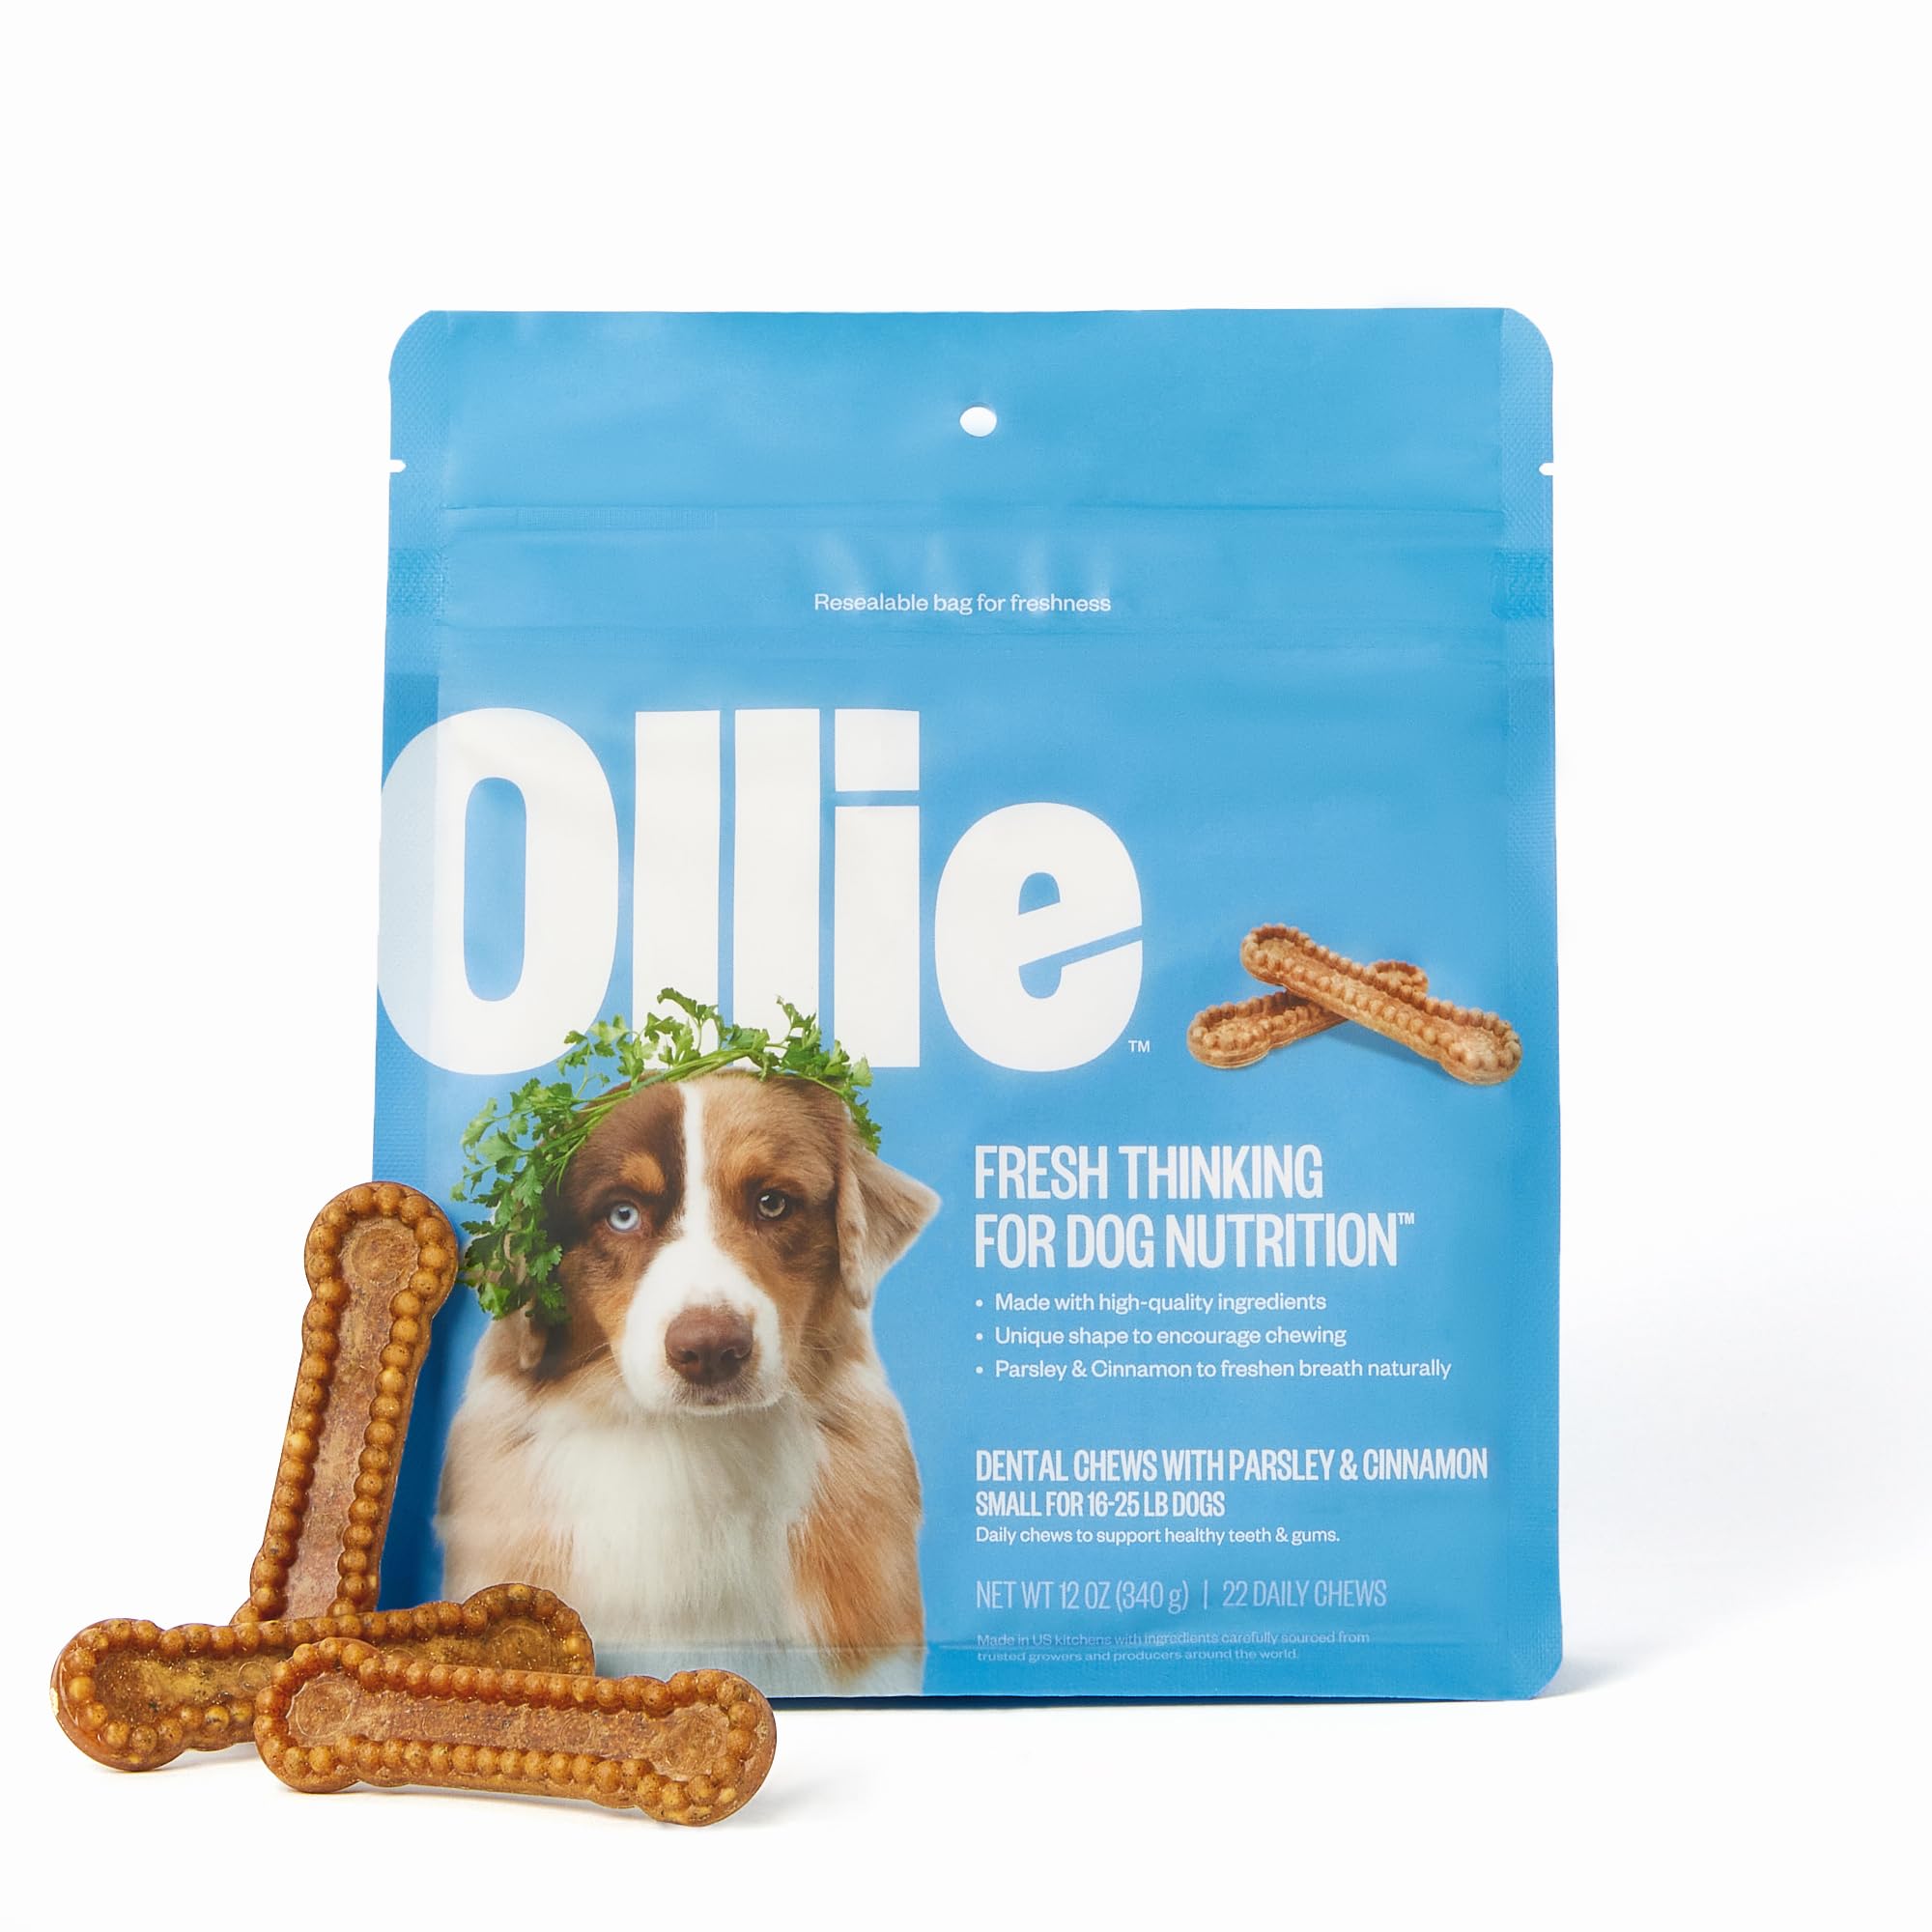 Resealable bag for freshness
Ollie™
FRESH THINKING
FOR DOG NUTRITION™
• Made with high-quality ingredients
• Unique shape to encourage chewing
• Parsley & Cinnamon to freshen breath naturally
DENTAL CHEWS WITH PARSLEY & CINNAMON
SMALL FOR 16-25 LB DOGS
Daily chews to support healthy teeth & gums.
NET WT 12 OZ (340 g) | 22 DAILY CHEWS
Made in US kitchens with ingredients carefully sourced from
trusted growers and producers around the world.